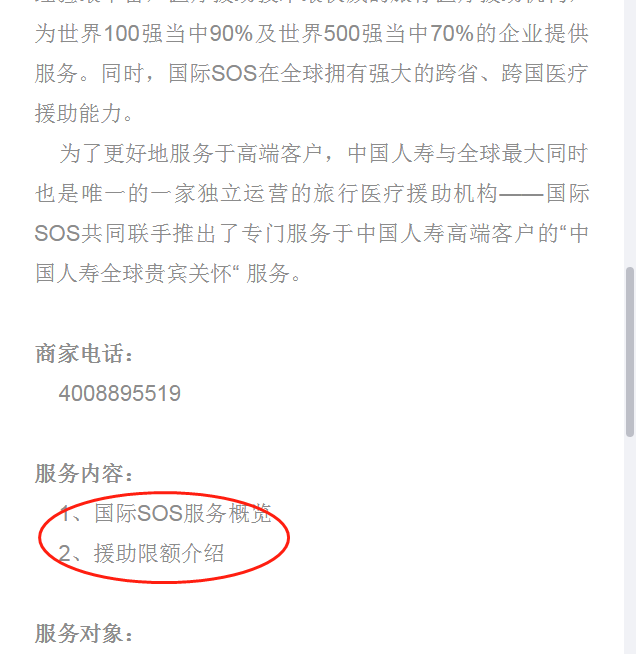 为世界100强当中90%及世界500强当中70%的企业提供
服务。同时，国际SOS在全球拥有强大的跨省、跨国医疗
援助能力。
为了更好地服务于高端客户，中国人寿与全球最大同时
也是唯一的一家独立运营的旅行医疗援助机构——国际
SOS共同联手推出了专门服务于中国人寿高端客户的“中
国人寿全球贵宾关怀“ 服务。
商家电话：
4008895519
服务内容：
1、国际SOS服务概览
2、援助限额介绍
服务对象：